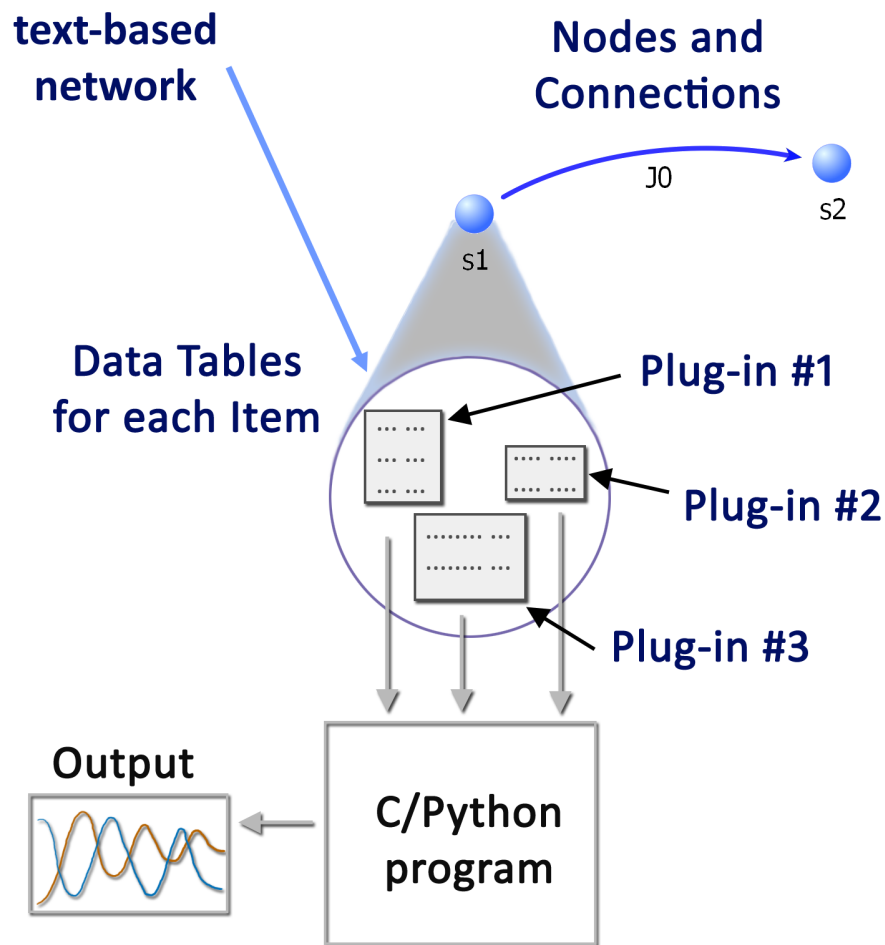 text-based
network
Nodes and
Connections
J0
s2
s1
Data Tables
for each Item
Plug-in #1
Plug-in #2
Plug-in #3
Output
C/Python
program